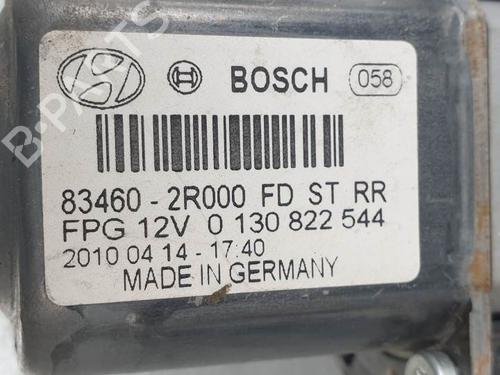 BOSCH 058
83460-2R000 FD ST RR
FPG 12V 0 130 822 544
2010 04 14-17:40
MADE IN GERMANY
B-PARTS